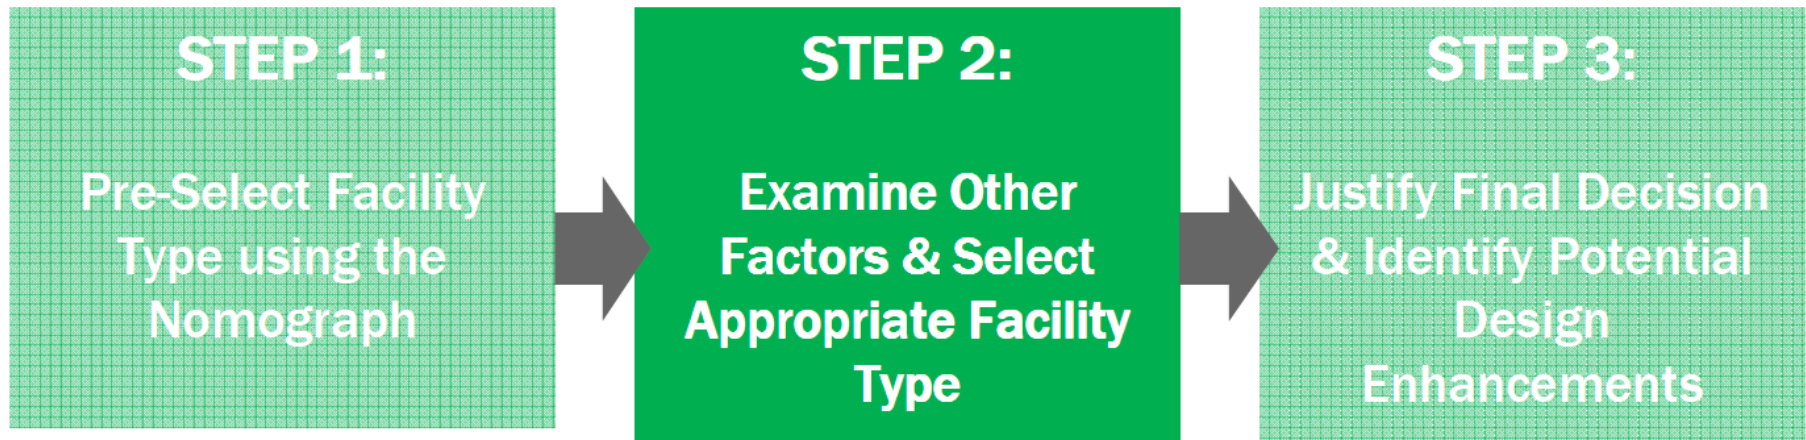 STEP 1:
Pre-Select Facility
Type using the
Nomograph
STEP 2:
Examine Other
Factors & Select
Appropriate Facility
Type
STEP 3:
Justify Final Decision
& Identify Potential
Design
Enhancements